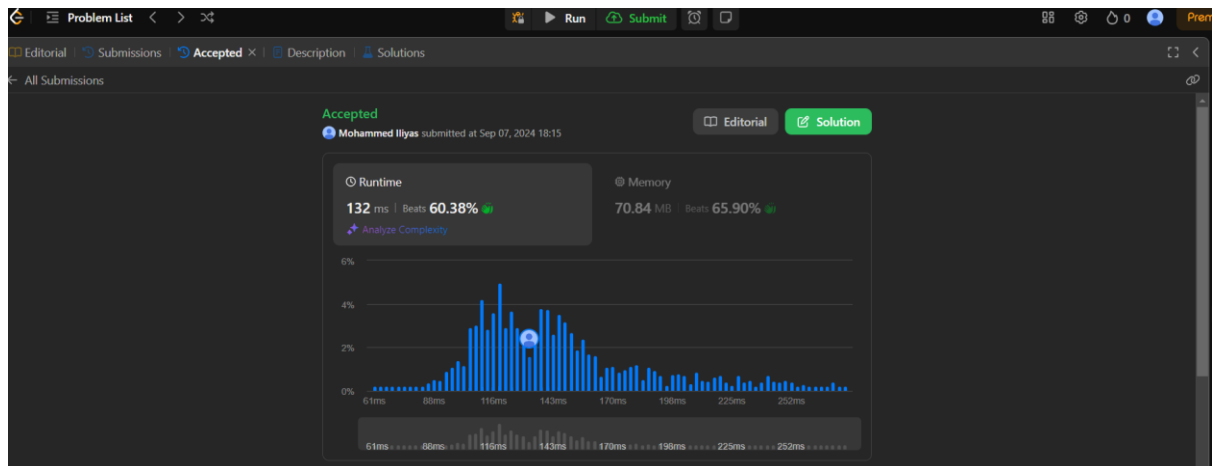 Problem List Run Submit 0 Prem
Editorial Submissions Accepted Description Solutions
All Submissions
Accepted
Mohammed Iliyas submitted at Sep 07, 2024 18:15
Editorial Solution
Runtime Memory
132 ms Beats 60.38% 70.84 MB Beats 65.90%
Analyze Complexity
6%
4%
2%
0%
61ms 88ms 116ms 143ms 170ms 198ms 225ms 252ms
61ms 88ms 116ms 143ms 170ms 198ms 225ms 252ms